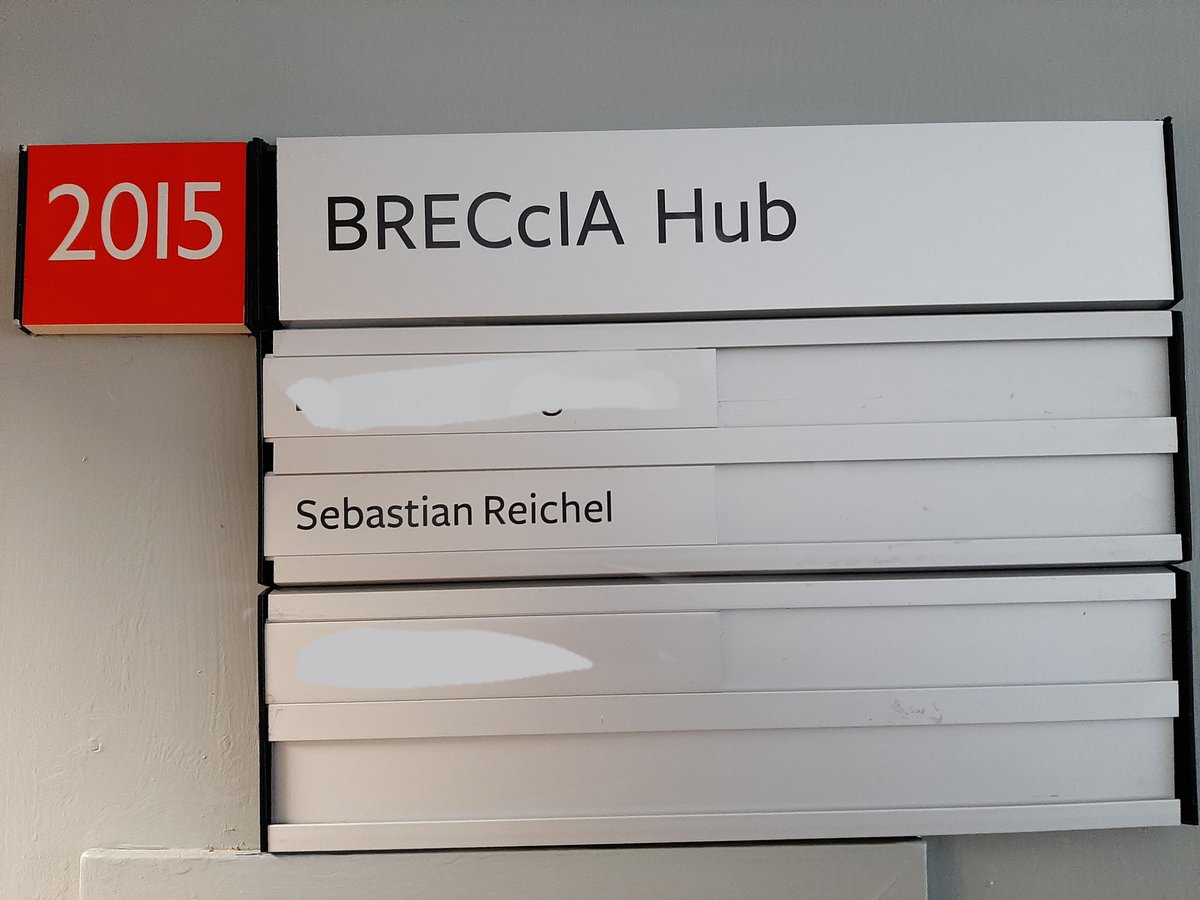 2015
BRECcIA Hub
Sebastian Reichel